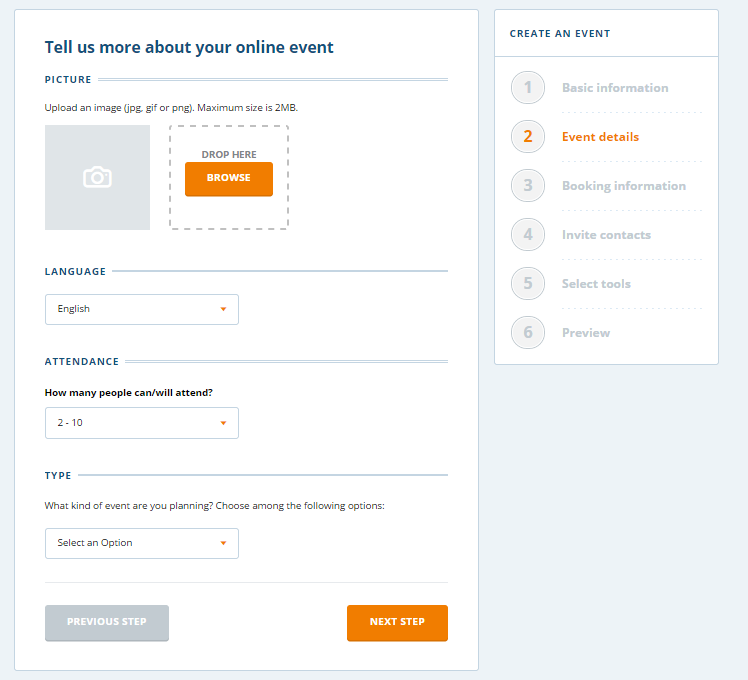 Tell us more about your online event
PICTURE
Upload an image (jpg, gif or png). Maximum size is 2MB.
DROP HERE
BROWSE
LANGUAGE
English
ATTENDANCE
How many people can/will attend?
2 - 10
TYPE
What kind of event are you planning? Choose among the following options:
Select an Option
PREVIOUS STEP
NEXT STEP
CREATE AN EVENT
1 Basic information
2 Event details
3 Booking information
4 Invite contacts
5 Select tools
6 Preview